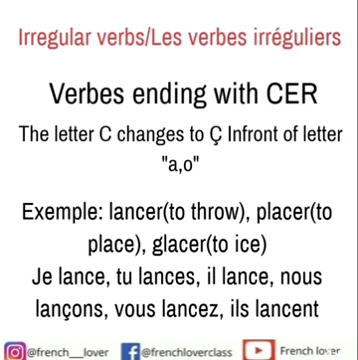 Irregular verbs/Les verbes irréguliers
Verbes ending with CER
The letter C changes to Ç Infront of letter
"a,o"
Exemple: lancer(to throw), placer(to
place), glacer(to ice)
Je lance, tu lances, il lance, nous
lançons, vous lancez, ils lancent
@french__lover @frenchloverclass French lover